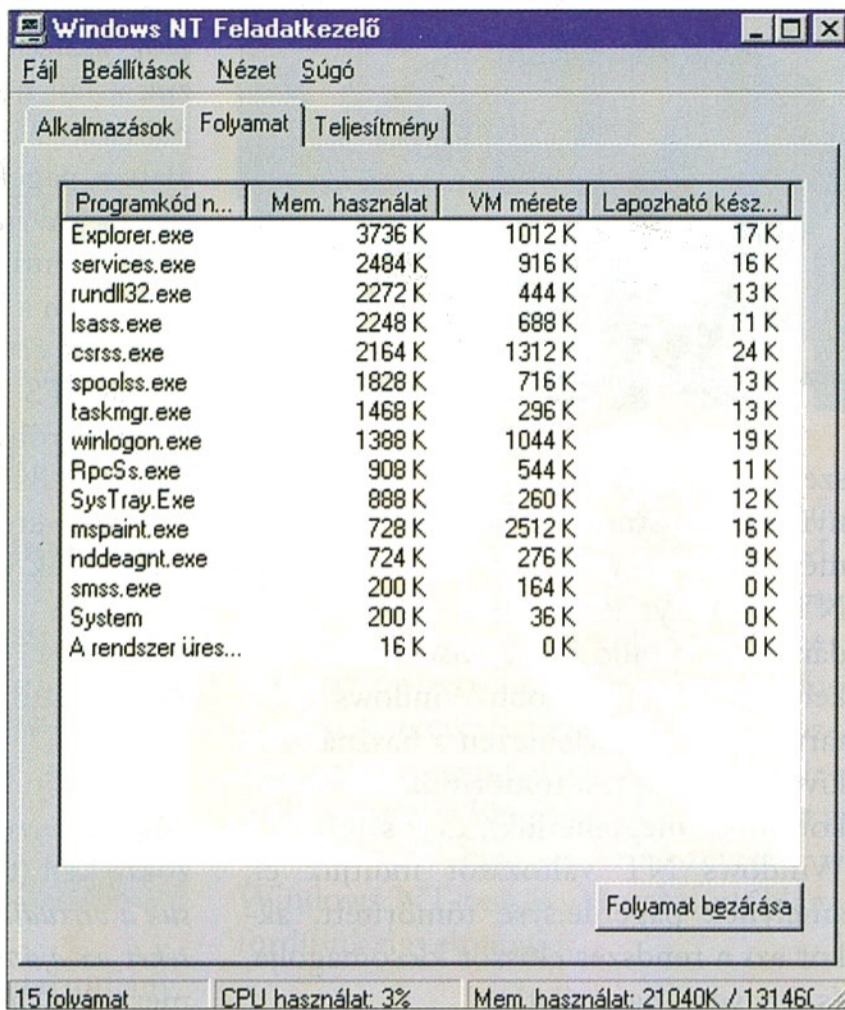 Windows NT Feladatkezelő
Fájl Beállítások Nézet Súgó
Alkalmazások Folyamat Teljesítmény
Programkód n... Mem. használat VM mérete Lapozható kész...
Explorer.exe 3736 K 1012 K 17 K
services.exe 2484 K 916 K 16 K
rundll32.exe 2272 K 444 K 13 K
lsass.exe 2248 K 688 K 11 K
csrss.exe 2164 K 1312 K 24 K
spoolss.exe 1828 K 716 K 13 K
taskmgr.exe 1468 K 296 K 13 K
winlogon.exe 1388 K 1044 K 19 K
RpcSs.exe 908 K 544 K 11 K
SysTray.Exe 888 K 260 K 12 K
mspaint.exe 728 K 2512 K 16 K
nddeagnt.exe 724 K 276 K 9 K
smss.exe 200 K 164 K 0 K
System 200 K 36 K 0 K
A rendszer üres... 16 K 0 K 0 K
Folyamat bezárása
15 folyamat CPU használat: 3% Mem. használat: 21040K / 13146